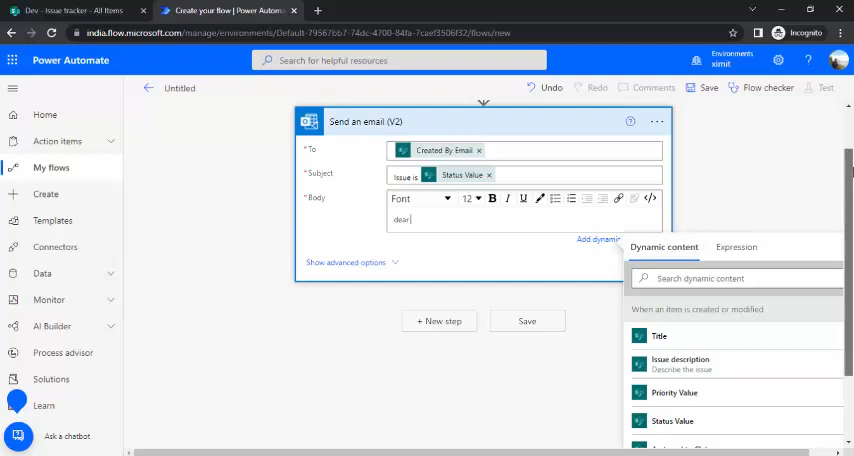 Dev - Issue tracker - All Items
Create your flow | Power Automate
india.flow.microsoft.com/manage/environments/Default-79567bb7-74dc-4700-84fa-7caef3506f32/flows/new
Incognito
Power Automate
Search for helpful resources
Environments
ximit
Untitled
Undo
Redo
Comments
Save
Flow checker
Test
Home
Action items
My flows
Create
Templates
Connectors
Data
Monitor
AI Builder
Process advisor
Solutions
Learn
Ask a chatbot
Send an email (V2)
* To
Created By Email
* Subject
Issue is Status Value
* Body
Font 12 B I U </>
dear
Add dynamic
Show advanced options
+ New step
Save
Dynamic content
Expression
Search dynamic content
When an item is created or modified
Title
Issue description
Describe the issue
Priority Value
Status Value